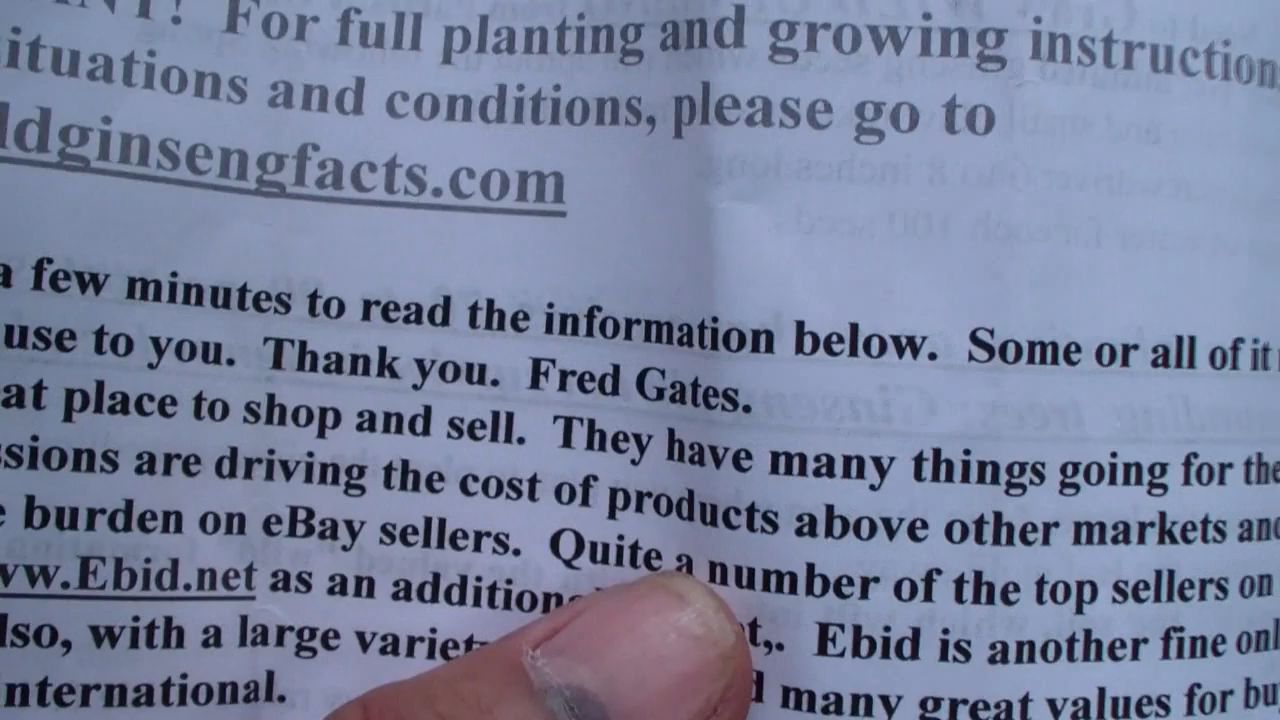 NT! For full planting and growing instruction
ituations and conditions, please go to
ldginsengfacts.com
a few minutes to read the information below. Some or all of it
use to you. Thank you. Fred Gates.
at place to shop and sell. They have many things going for the
sions are driving the cost of products above other markets and
e burden on eBay sellers. Quite a number of the top sellers on
ww.Ebid.net as an additiona t,. Ebid is another fine onl
lso, with a large variet d many great values for bu
nternational.